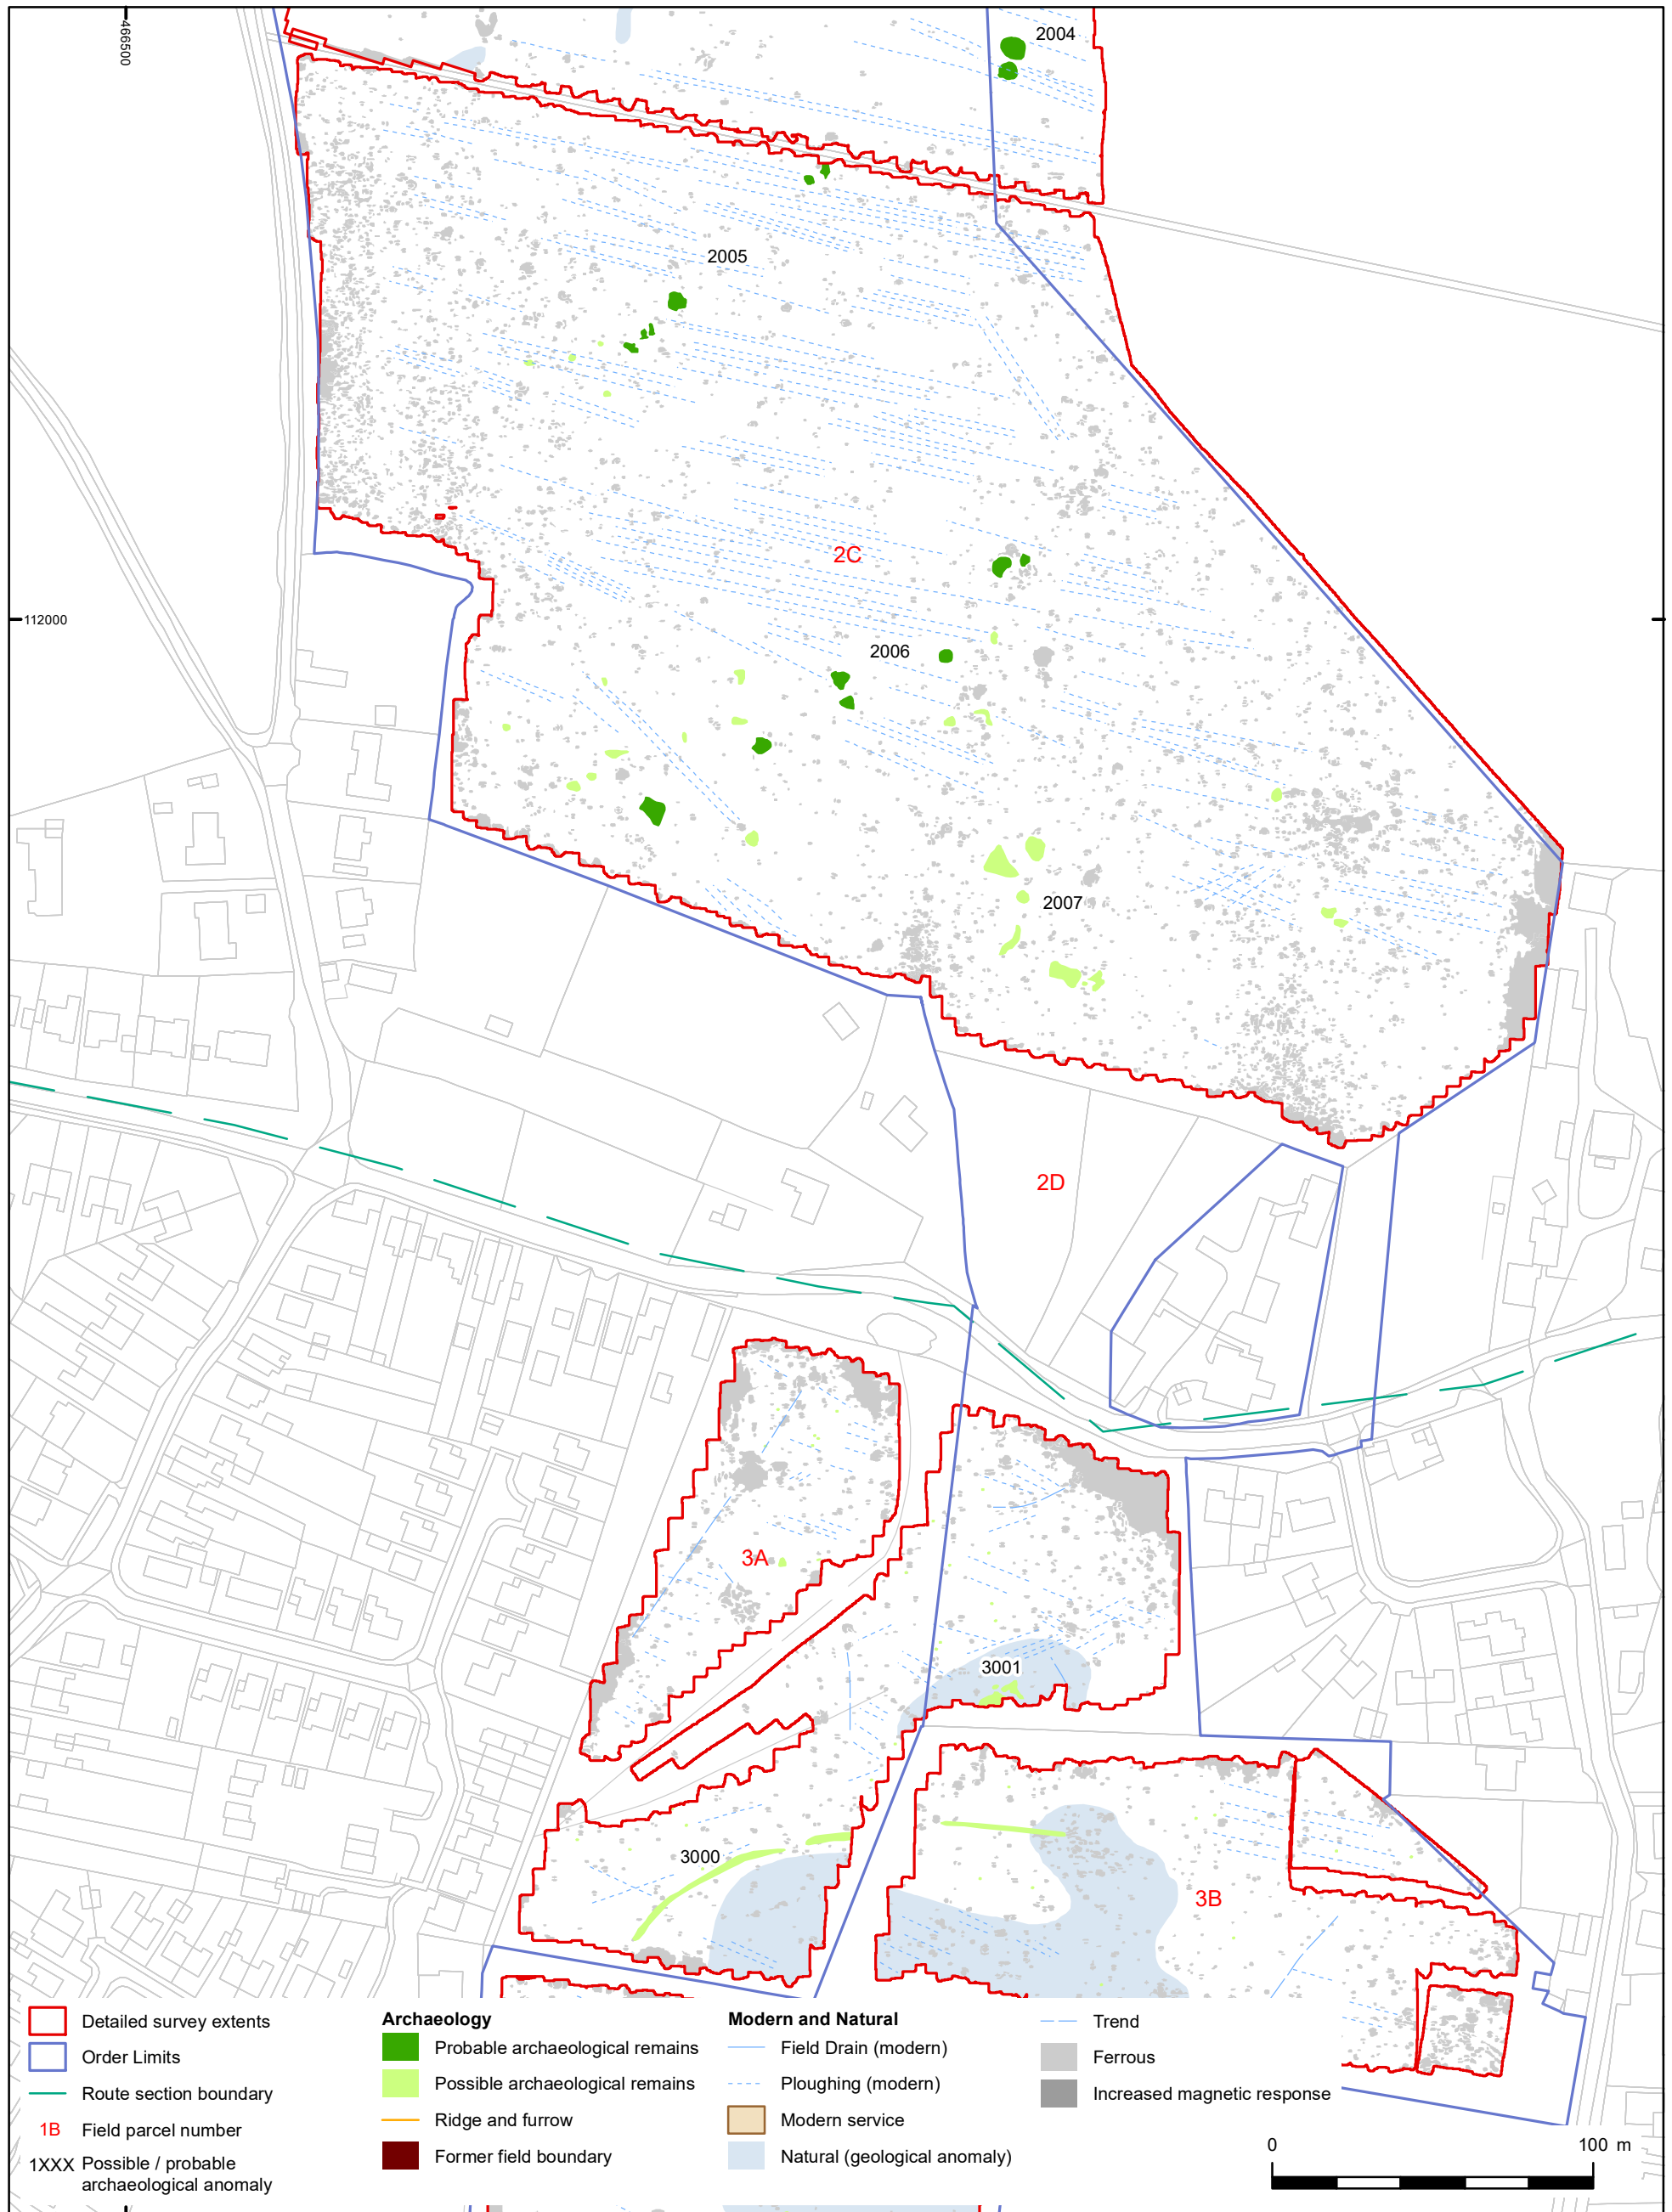 466500
2004
2005
2C
112000
2006
2007
2D
3A
3001
3000
3B
Detailed survey extents
Order Limits
Route section boundary
1B Field parcel number
1XXX Possible / probable
archaeological anomaly
Archaeology
Probable archaeological remains
Possible archaeological remains
Ridge and furrow
Former field boundary
Modern and Natural
Field Drain (modern)
Ploughing (modern)
Modern service
Natural (geological anomaly)
Trend
Ferrous
Increased magnetic response
0 100 m